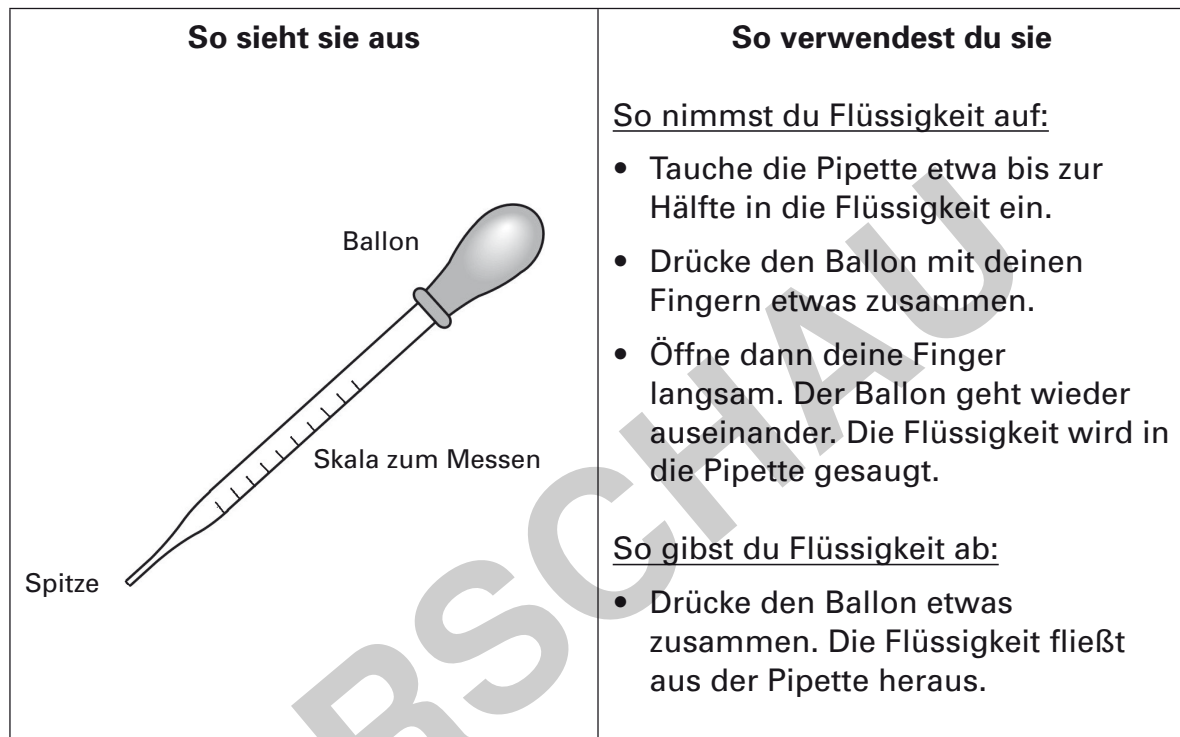 So sieht sie aus
Ballon
Skala zum Messen
Spitze
So verwendest du sie
So nimmst du Flüssigkeit auf:
• Tauche die Pipette etwa bis zur
Hälfte in die Flüssigkeit ein.
• Drücke den Ballon mit deinen
Fingern etwas zusammen.
• Öffne dann deine Finger
langsam. Der Ballon geht wieder
auseinander. Die Flüssigkeit wird in
die Pipette gesaugt.
So gibst du Flüssigkeit ab:
• Drücke den Ballon etwas
zusammen. Die Flüssigkeit fließt
aus der Pipette heraus.
RSCHAU